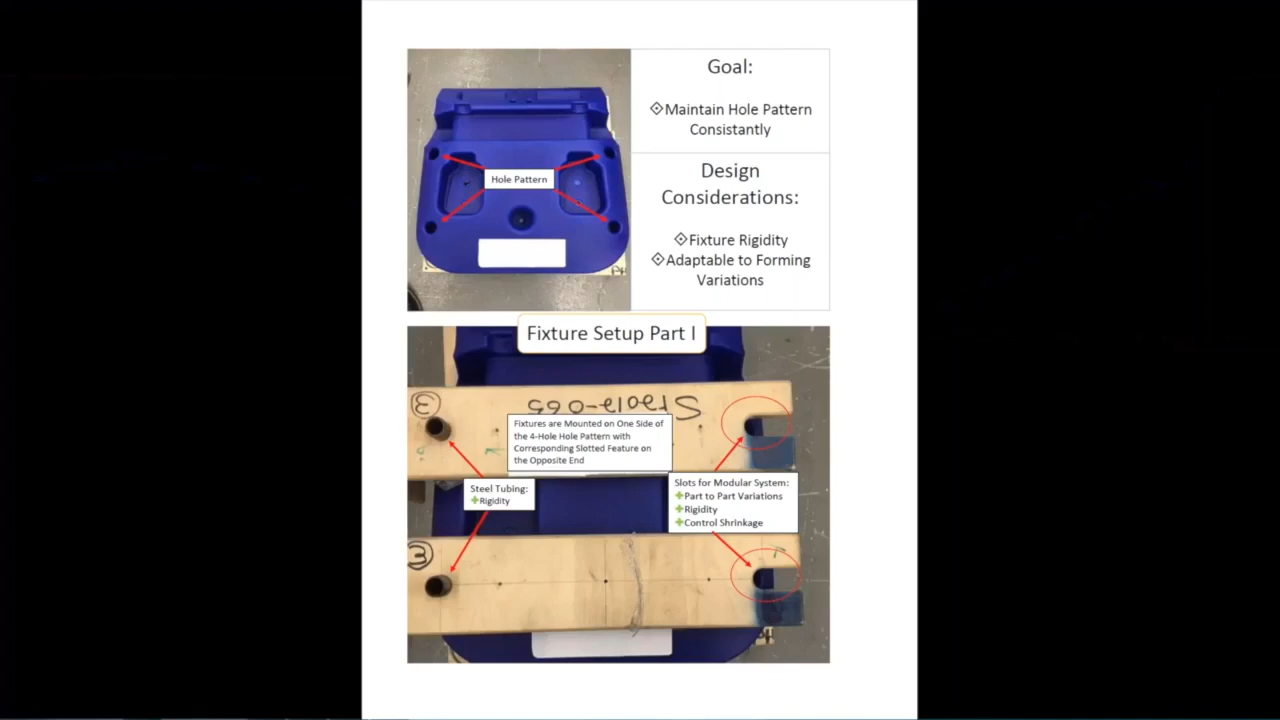 Goal:
Maintain Hole Pattern
Consistantly
Hole Pattern
Design
Considerations:
Fixture Rigidity
Adaptable to Forming
Variations
Fixture Setup Part I
3
Fixtures are Mounted on One Side of
the 4-Hole Hole Pattern with
Corresponding Slotted Feature on
the Opposite End
Steel Tubing:
Rigidity
Slots for Modular System:
Part to Part Variations
Rigidity
Control Shrinkage
3